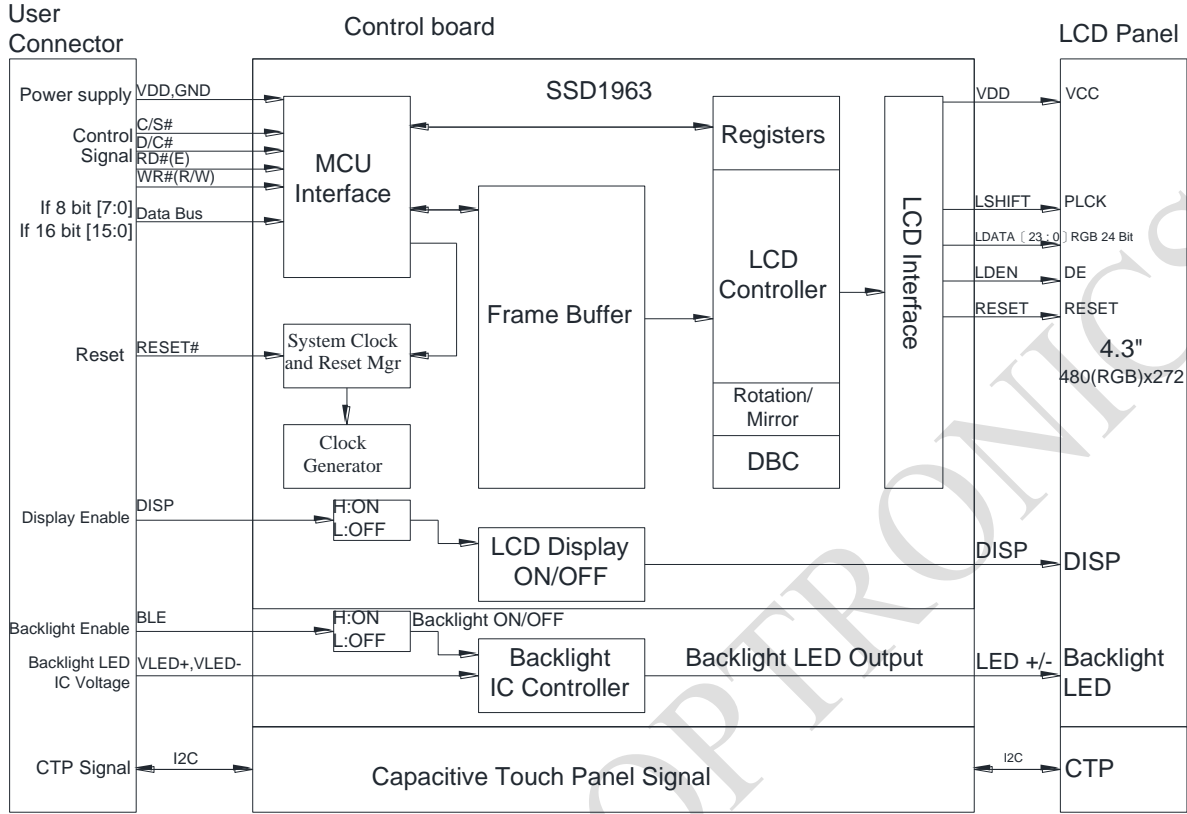 User
Connector
Control board
LCD Panel
Power supply
VDD,GND
Control
Signal
C/S#
D/C#
RD#(E)
WR#(R/W)
If 8 bit [7:0]
If 16 bit [15:0]
Data Bus
Reset
RESET#
Display Enable
DISP
Backlight Enable
BLE
Backlight LED
IC Voltage
VLED+,VLED-
CTP Signal
I2C
SSD1963
MCU
Interface
System Clock
and Reset Mgr
Clock
Generator
Frame Buffer
Registers
LCD
Controller
Rotation/
Mirror
DBC
LCD Interface
H:ON
L:OFF
LCD Display
ON/OFF
H:ON
L:OFF
Backlight ON/OFF
Backlight
IC Controller
Backlight LED Output
Capacitive Touch Panel Signal
VDD
VCC
LSHIFT
PLCK
LDATA〔23:0〕RGB 24 Bit
LDEN
DE
RESET
RESET
4.3"
480(RGB)x272
DISP
DISP
LED +/-
Backlight
LED
I2C
CTP
OPTRONICS